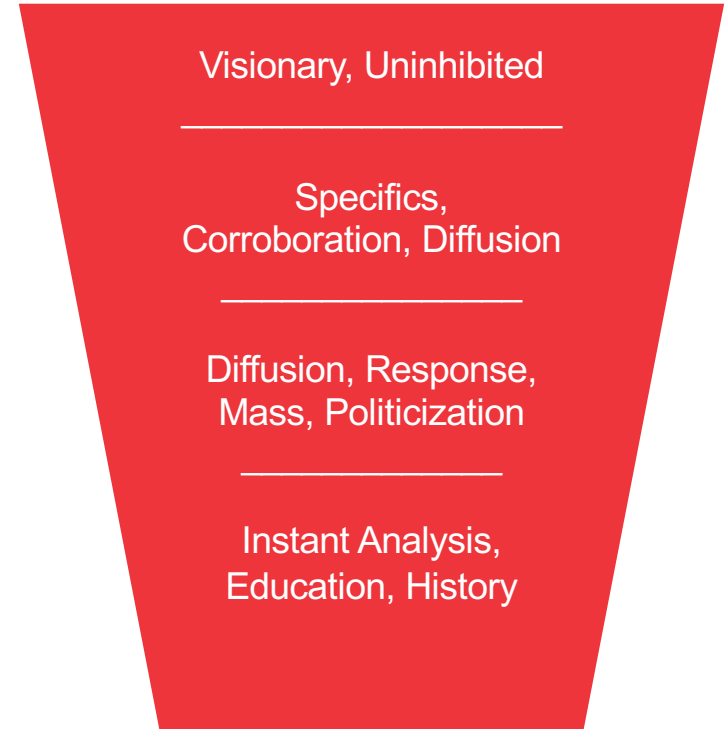 Visionary, Uninhibited
Specifics,
Corroboration, Diffusion
Diffusion, Response,
Mass, Politicization
Instant Analysis,
Education, History